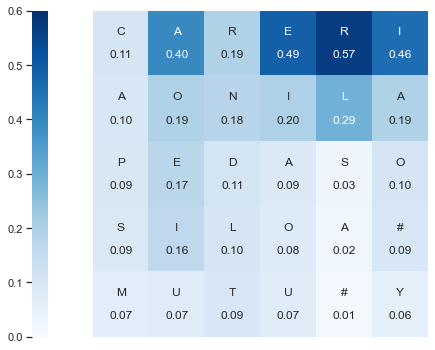 0.6
0.5
0.4
0.3
0.2
0.1
0.0
C A R E R I
0.11 0.40 0.19 0.49 0.57 0.46
A O N I L A
0.10 0.19 0.18 0.20 0.29 0.19
P E D A S O
0.09 0.17 0.11 0.09 0.03 0.10
S I L O A #
0.09 0.16 0.10 0.08 0.02 0.09
M U T U # Y
0.07 0.07 0.09 0.07 0.01 0.06